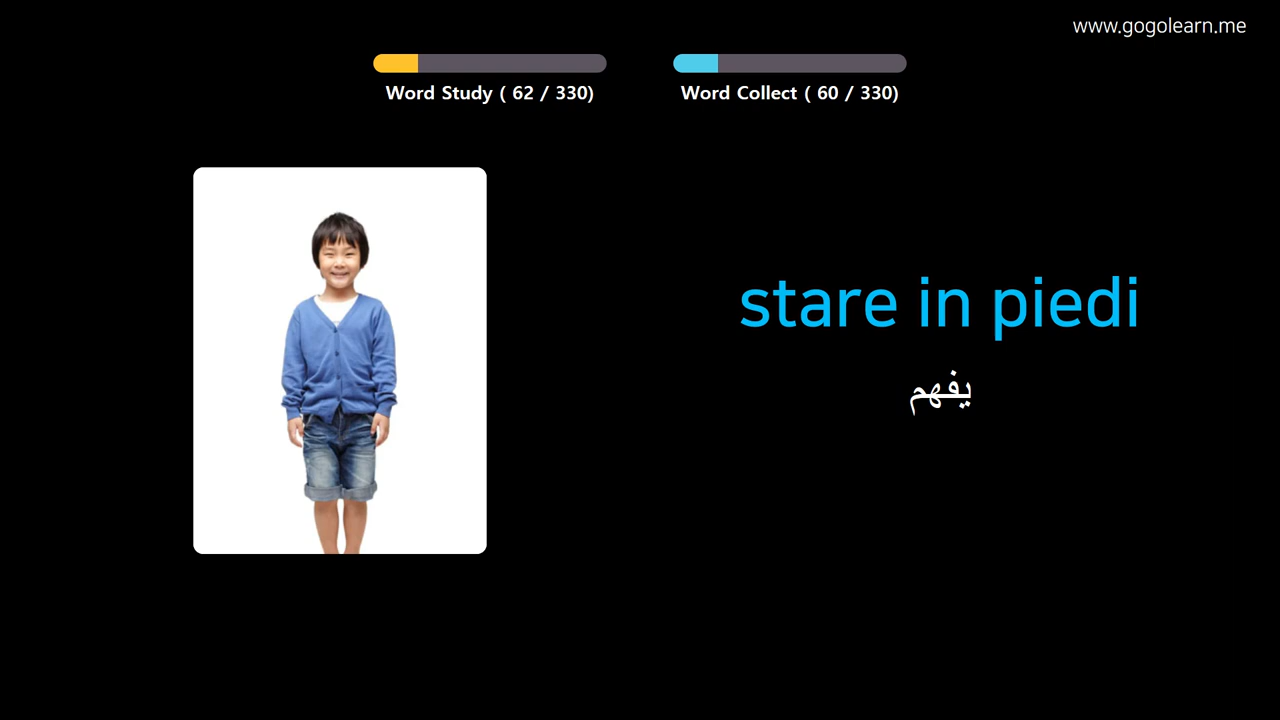 www.gogolearn.me
Word Study ( 62 / 330)
Word Collect ( 60 / 330)
stare in piedi
يفهم